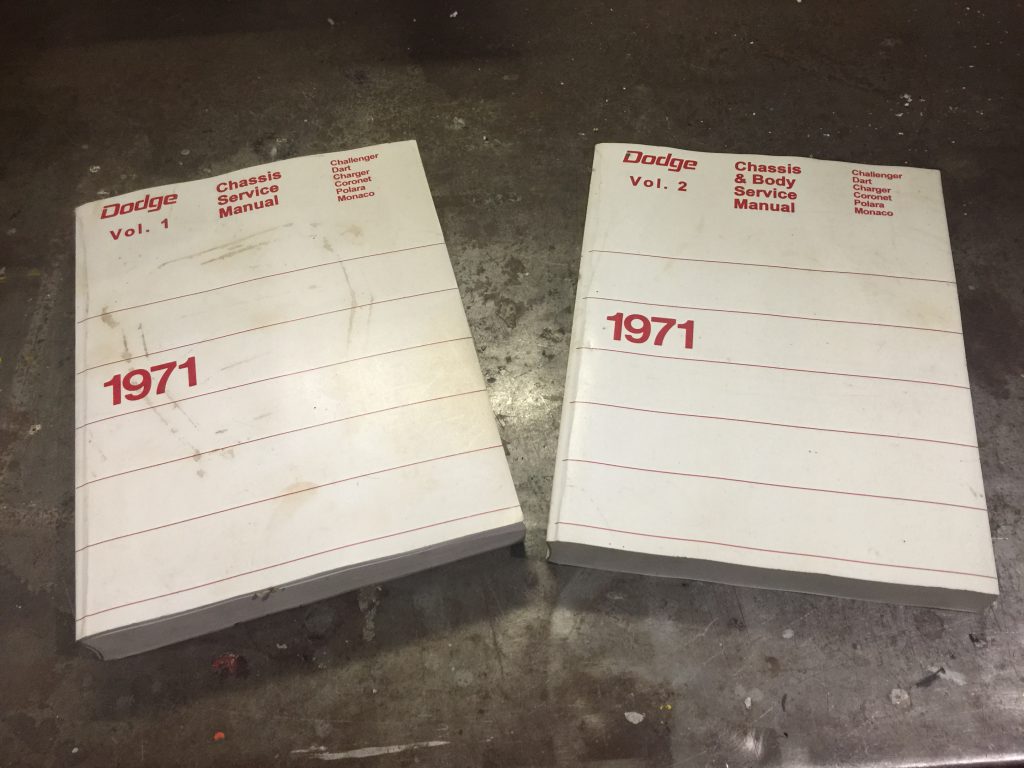 Dodge
Vol. 1
Chassis
Service
Manual
Challenger
Dart
Charger
Coronet
Polara
Monaco
1971
Dodge
Vol. 2
Chassis
& Body
Service
Manual
Challenger
Dart
Charger
Coronet
Polara
Monaco
1971